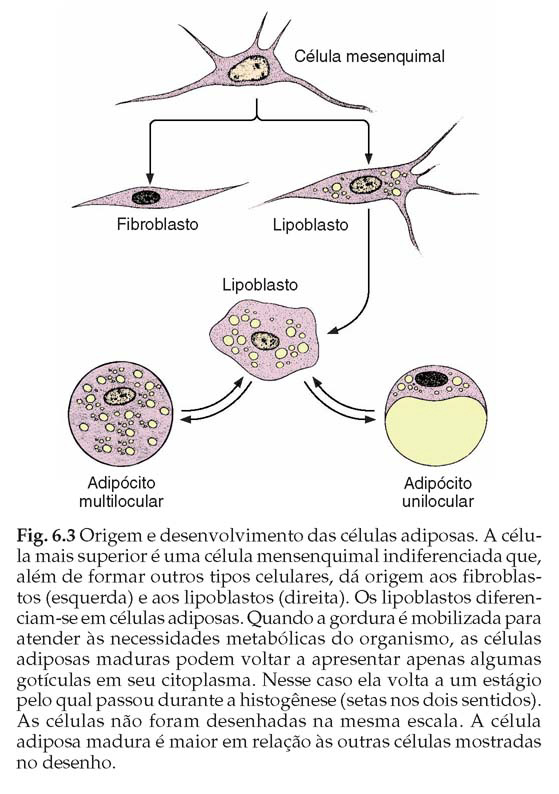 Célula mesenquimal
Fibroblasto
Lipoblasto
Lipoblasto
Adipócito
multilocular
Adipócito
unilocular
Fig. 6.3 Origem e desenvolvimento das células adiposas. A célu-
la mais superior é uma célula mensenquimal indiferenciada que,
além de formar outros tipos celulares, dá origem aos fibroblas-
tos (esquerda) e aos lipoblastos (direita). Os lipoblastos diferen-
ciam-se em células adiposas. Quando a gordura é mobilizada para
atender às necessidades metabólicas do organismo, as células
adiposas maduras podem voltar a apresentar apenas algumas
gotículas em seu citoplasma. Nesse caso ela volta a um estágio
pelo qual passou durante a histogênese (setas nos dois sentidos).
As células não foram desenhadas na mesma escala. A célula
adiposa madura é maior em relação às outras células mostradas
no desenho.